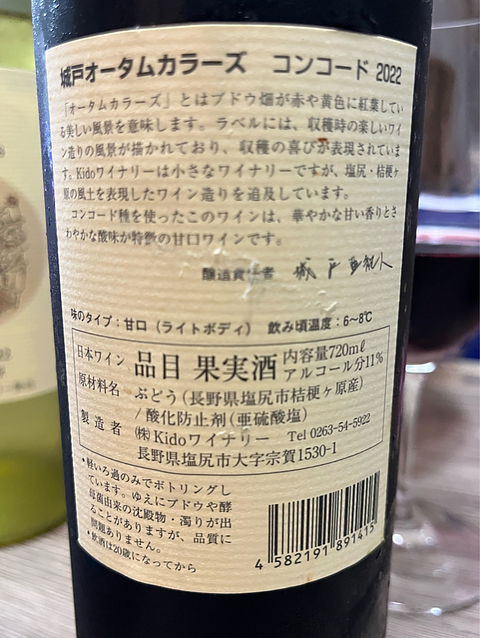 城戸オータムカラーズ コンコード 2022
「オータムカラーズ」とはブドウ畑が赤や黄色に紅葉してい
る美しい風景を意味します。ラベルには、収穫時の楽しいワイ
ン造りの風景が描かれており、収穫の喜びが表現されていま
す。Kidoワイナリーは小さなワイナリーですが、塩尻・桔梗ヶ
原の風土を表現したワイン造りを追及しています。
コンコード種を使ったこのワインは、華やかな甘い香りとさ
わやかな酸味が特徴の甘口ワインです。
醸造責任者 城戸亜紀人
味のタイプ:甘口(ライトボディ) 飲み頃温度:6~8℃
日本ワイン 品目 果実酒 内容量720mℓ
アルコール分11%
原材料名 ぶどう(長野県塩尻市桔梗ヶ原産)
/ 酸化防止剤(亜硫酸塩)
製造者 ㈱Kidoワイナリー Tel 0263-54-5922
長野県塩尻市大字宗賀1530-1
・軽いろ過のみでボトリングし
ています。ゆえにブドウや酵
母菌由来の沈殿物・濁りが出
ることがありますが、品質に
問題ありません。
・飲酒は20歳になってから
4 582191 891415